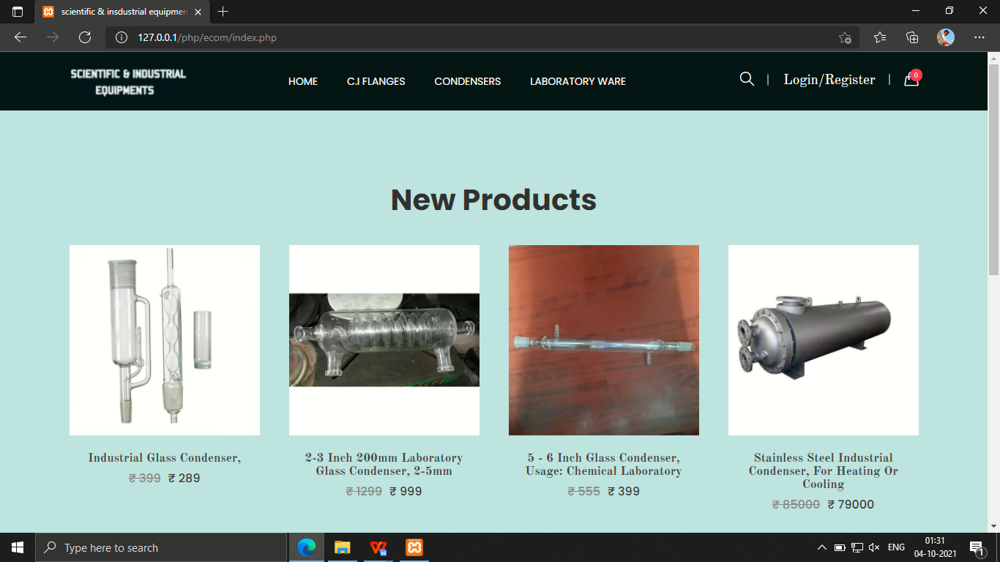 scientific & insdustrial equipmen
127.0.0.1/php/ecom/index.php
SCIENTIFIC & INDUSTRIAL
EQUIPMENTS
HOME
C.I FLANGES
CONDENSERS
LABORATORY WARE
|
Login/Register
|
0
New Products
Industrial Glass Condenser,
₹ 399 ₹ 289
2-3 Inch 200mm Laboratory
Glass Condenser, 2-5mm
₹ 1299 ₹ 999
5 - 6 Inch Glass Condenser,
Usage: Chemical Laboratory
₹ 555 ₹ 399
Stainless Steel Industrial
Condenser, For Heating Or
Cooling
₹ 85000 ₹ 79000
Type here to search
ENG
01:31
04-10-2021
1